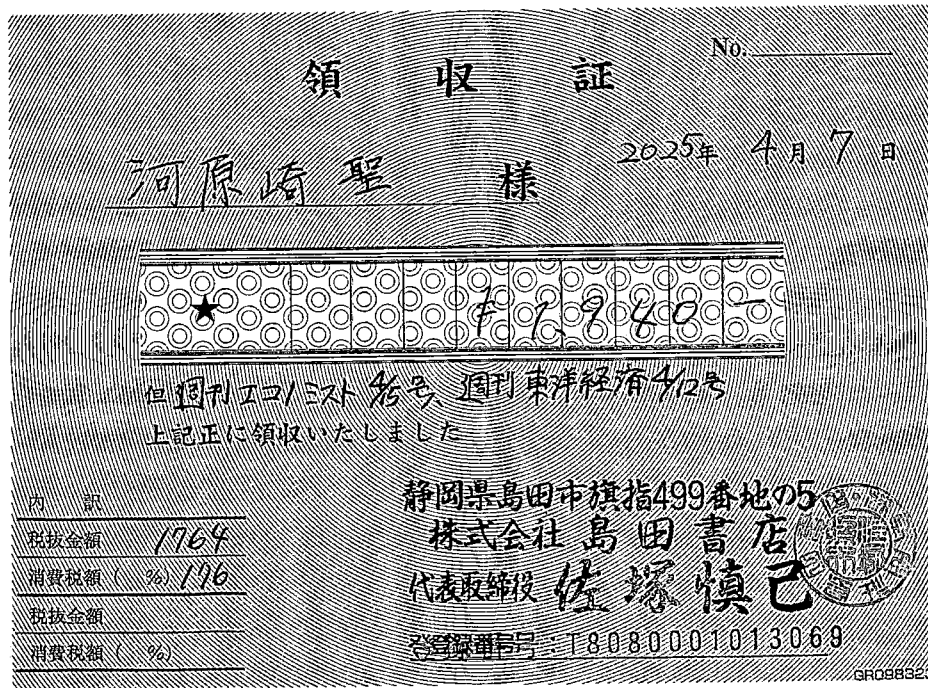 No.
領収証
2025年 4月 7日
河原崎 聖 様
★ ¥1,940-
但 週刊エコノミスト 4/5号、週刊東洋経済4/12号
上記正に領収いたしました
内訳
税抜金額 1764
消費税額 ( %) 176
税抜金額
消費税額 ( %)
静岡県島田市旗指499番地の5
株式会社 島田書店
代表取締役 佐塚慎己
登録番号:T8080001013069
GR098323